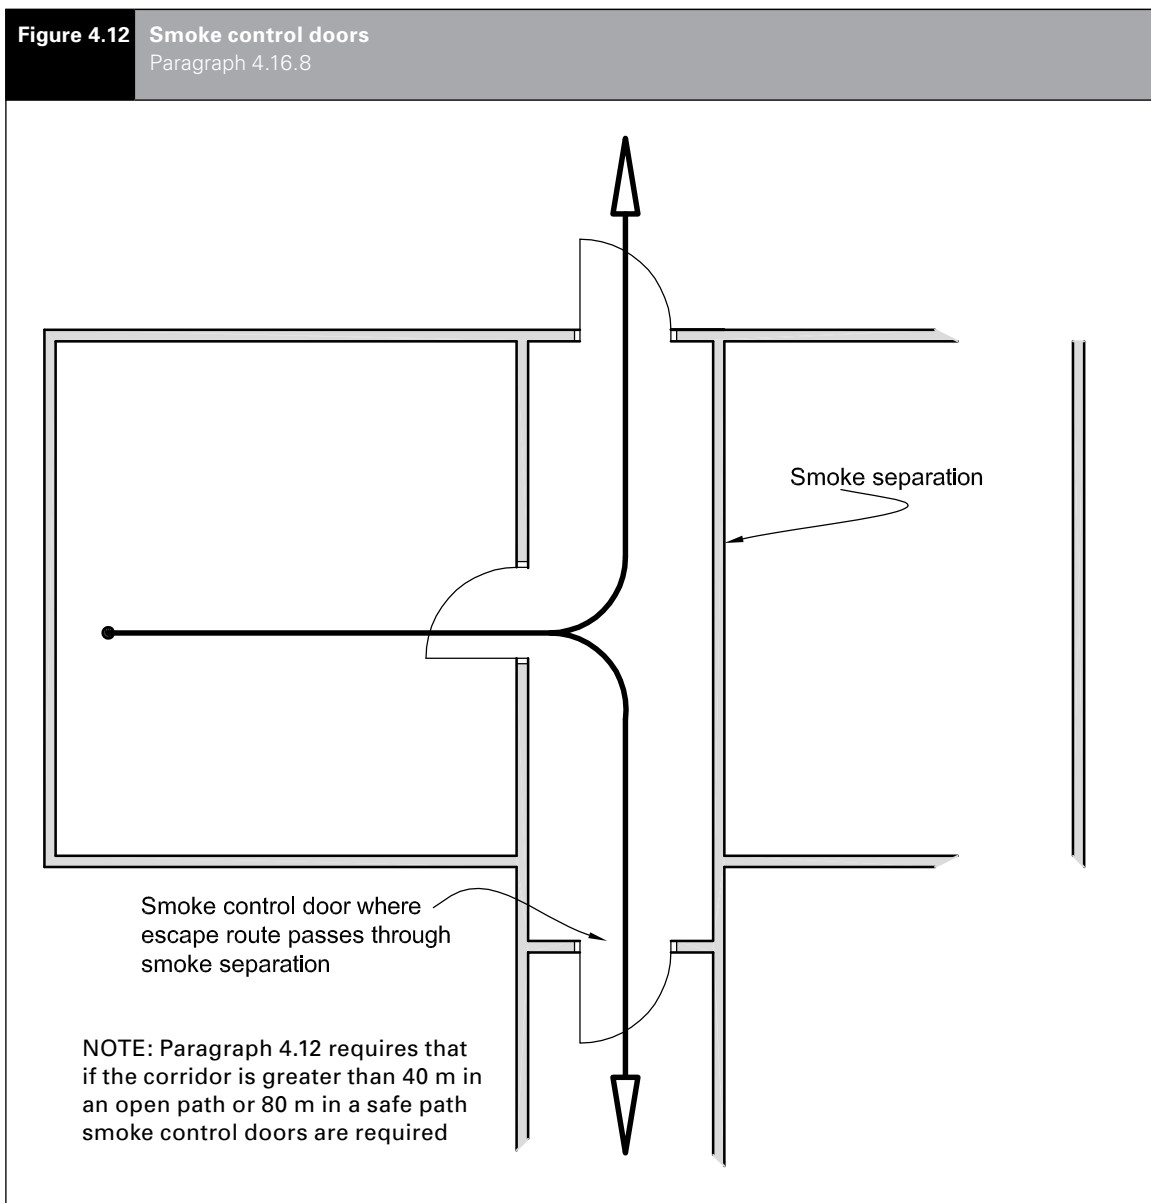 Figure 4.12 Smoke control doors
Paragraph 4.16.8
Smoke separation
Smoke control door where
escape route passes through
smoke separation
NOTE: Paragraph 4.12 requires that
if the corridor is greater than 40 m in
an open path or 80 m in a safe path
smoke control doors are required